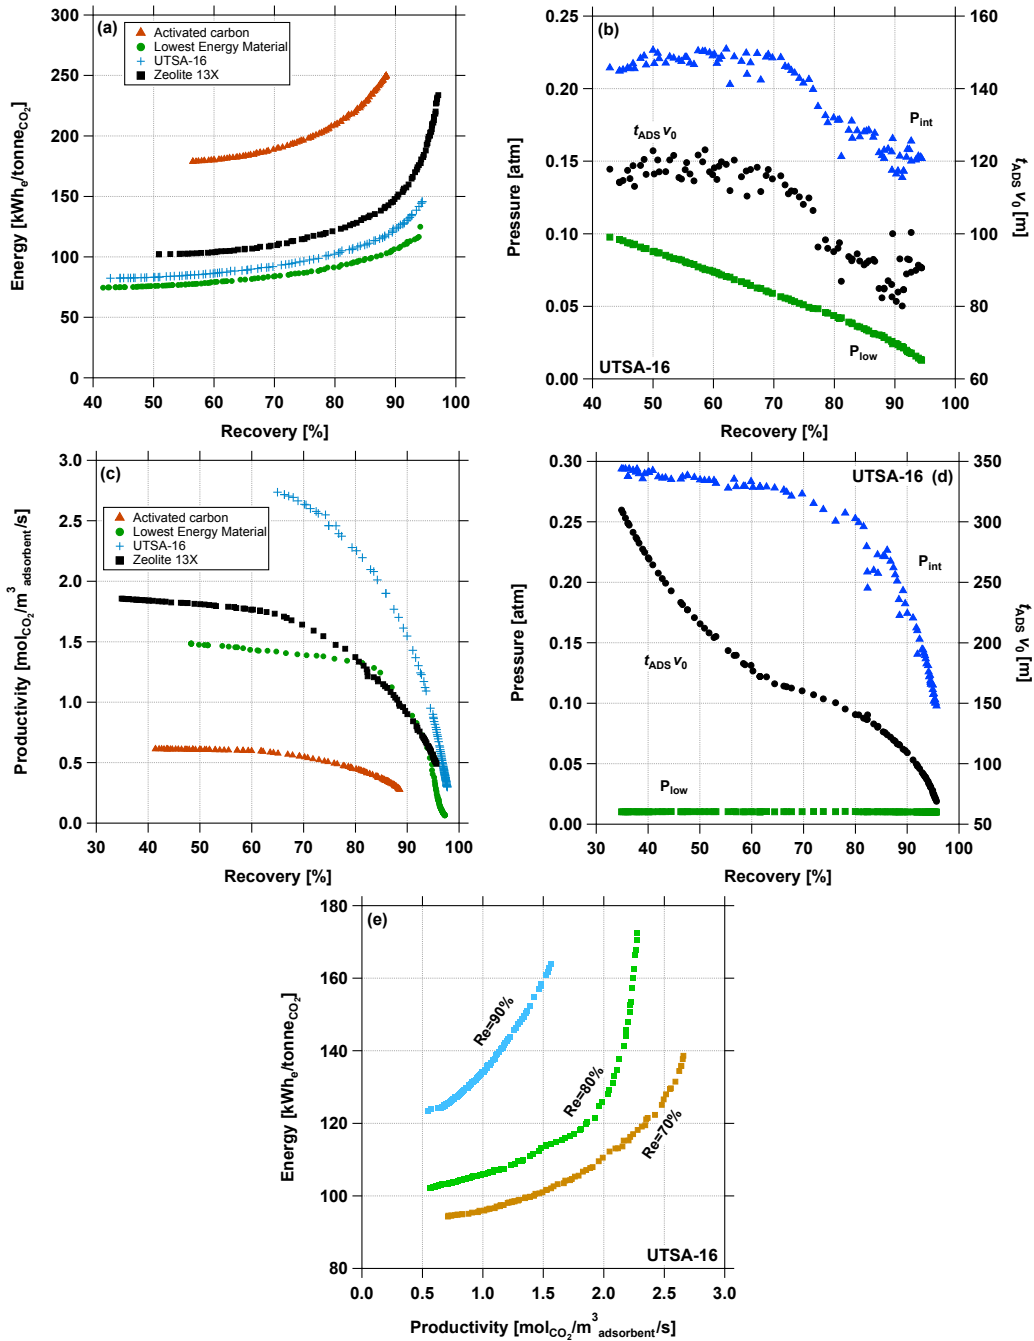 (a)
Activated carbon
Lowest Energy Material
UTSA-16
Zeolite 13X
300
250
200
150
100
50
0
Energy [kWhe/tonneCO2]
40 50 60 70 80 90 100
Recovery [%]
(b)
0.25
0.20
0.15
0.10
0.05
0.00
Pressure [atm]
160
140
120
100
80
60
tADS v0 [m]
Pint
tADS v0
Plow
UTSA-16
40 50 60 70 80 90 100
Recovery [%]
(c)
Activated carbon
Lowest Energy Material
UTSA-16
Zeolite 13X
3.0
2.5
2.0
1.5
1.0
0.5
0.0
Productivity [molCO2/m3adsorbent/s]
30 40 50 60 70 80 90 100
Recovery [%]
UTSA-16 (d)
0.30
0.25
0.20
0.15
0.10
0.05
0.00
Pressure [atm]
350
300
250
200
150
100
50
tADS v0 [m]
Pint
tADS v0
Plow
30 40 50 60 70 80 90 100
Recovery [%]
(e)
180
160
140
120
100
80
Energy [kWhe/tonneCO2]
Re=90%
Re=80%
Re=70%
UTSA-16
0.0 0.5 1.0 1.5 2.0 2.5 3.0
Productivity [molCO2/m3adsorbent/s]